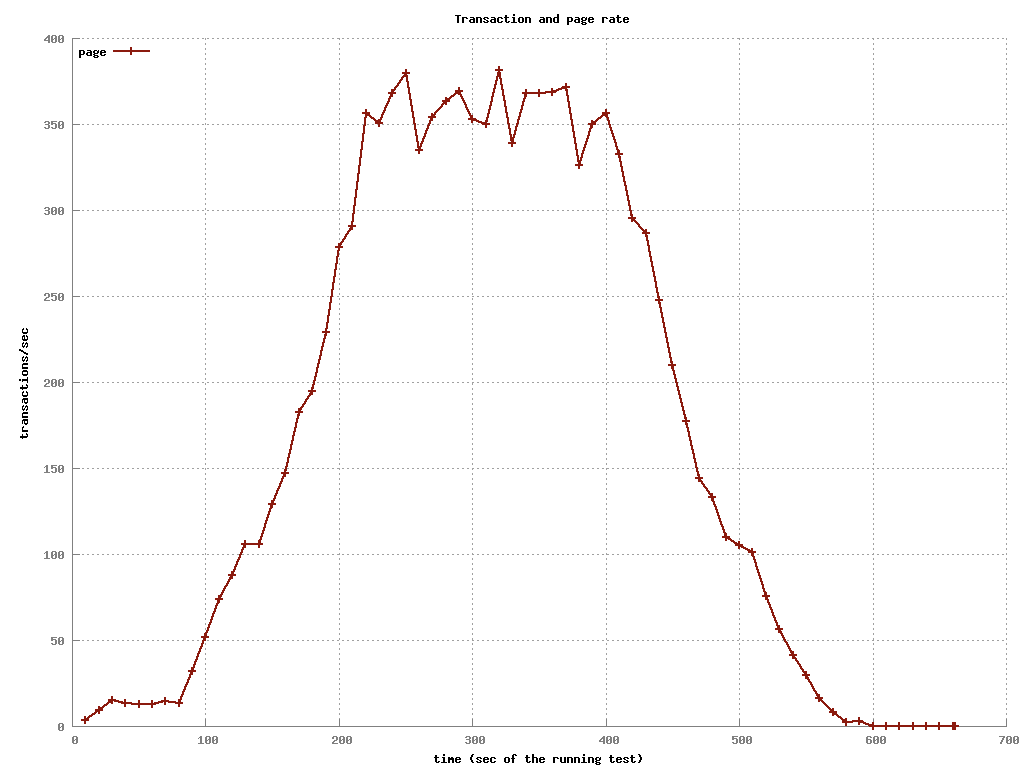 Transaction and page rate
page
400
350
300
250
200
150
100
50
0
transactions/sec
0 100 200 300 400 500 600 700
time (sec of the running test)